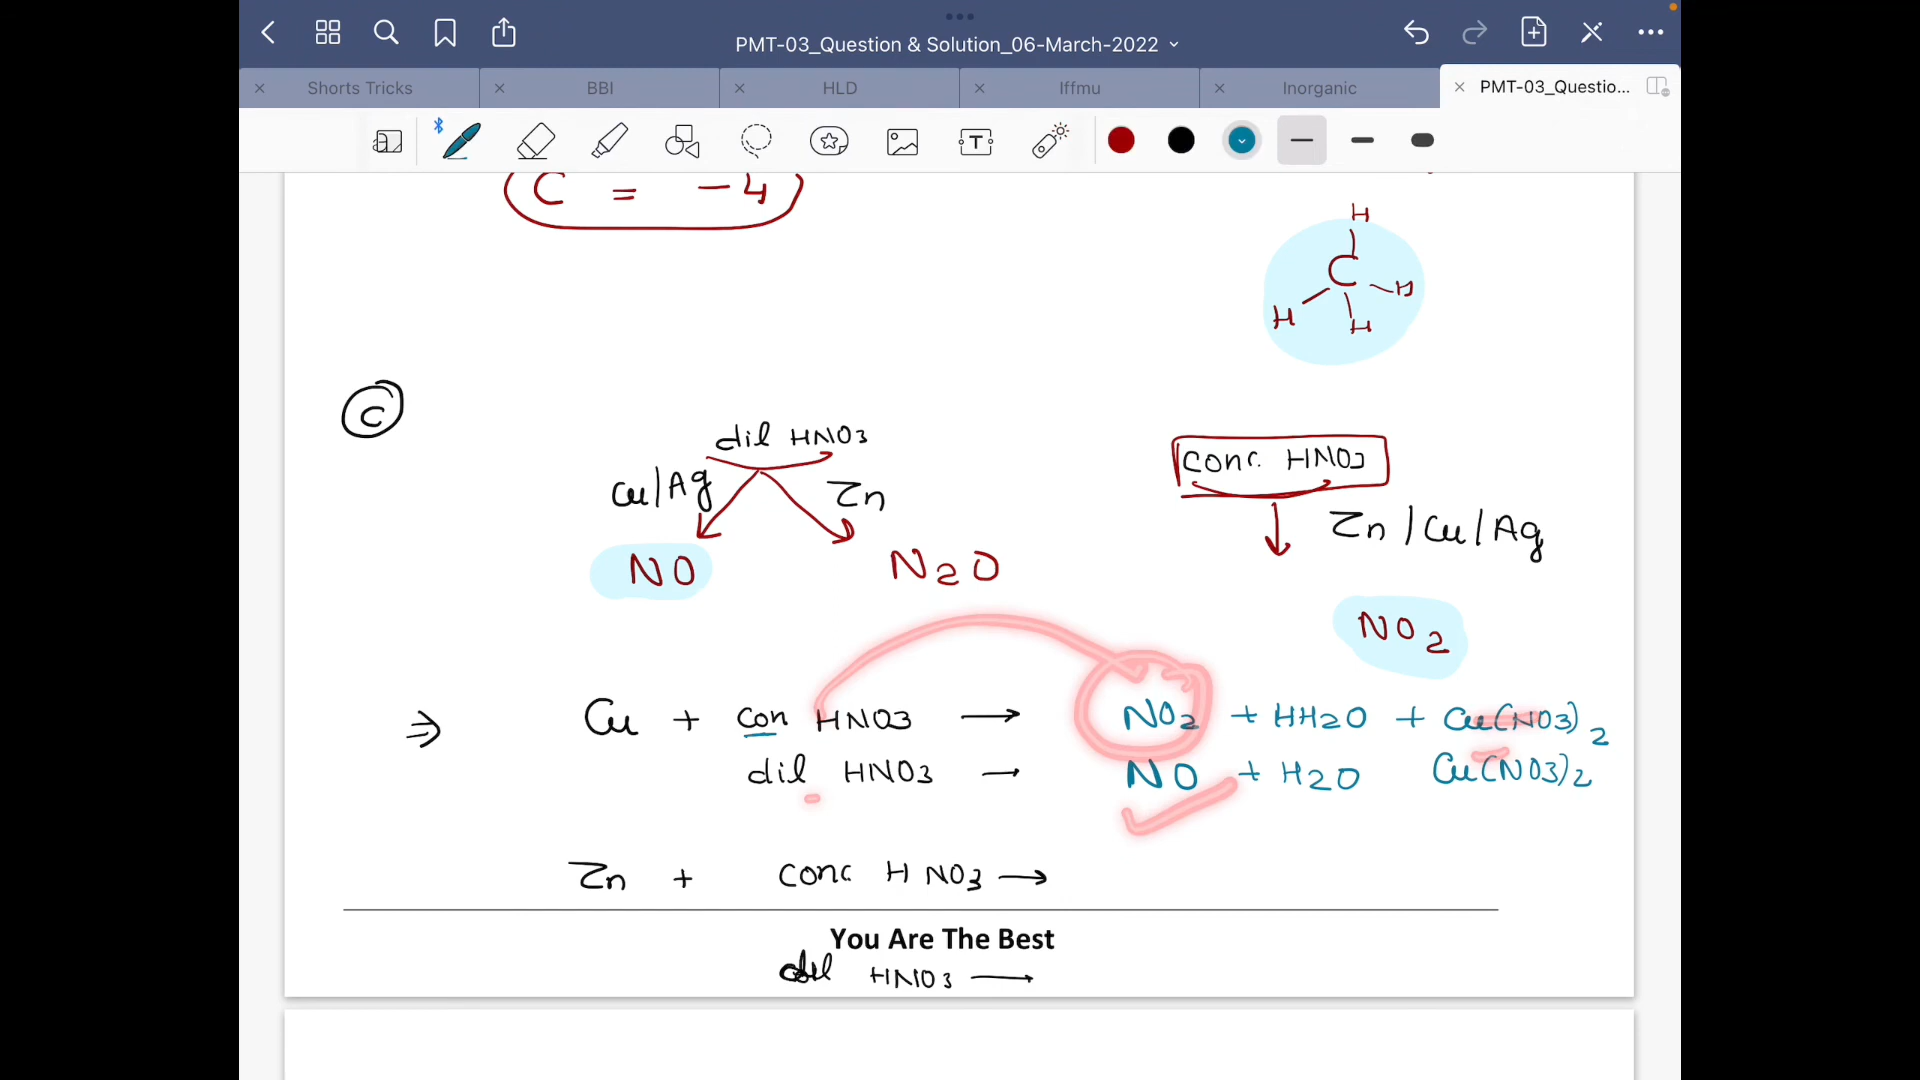 PMT-03_Question & Solution_06-March-2022
Shorts Tricks
BBI
HLD
Iffmu
Inorganic
PMT-03_Questio...
T
C = -4
H
C
H
H
H
C
dil HNO3
Cu/Ag
Zn
NO
N2O
conc. HNO3
Zn/Cu/Ag
NO2
⇒ Cu + con HNO3 → NO2 + HH2O + Cu(NO3)2
dil HNO3 → NO + H2O Cu(NO3)2
Zn + conc HNO3 →
You Are The Best
dil HNO3 →